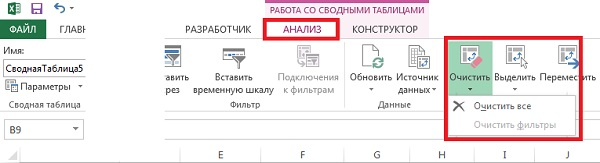 РАБОТА СО СВОДНЫМИ ТАБЛИЦАМИ
ФАЙЛ ГЛАВН РАЗРАБОТЧИК АНАЛИЗ КОНСТРУКТОР
Имя:
СводнаяТаблица5
Параметры
Сводная таблица
тавить
рез
Вставить
временную шкалу
Подключения
к фильтрам
Фильтр
Обновить
Источник
данных
Данные
Очистить
Выделить
Переместить
Очистить все
Очистить фильтры
B9
E F G H I J